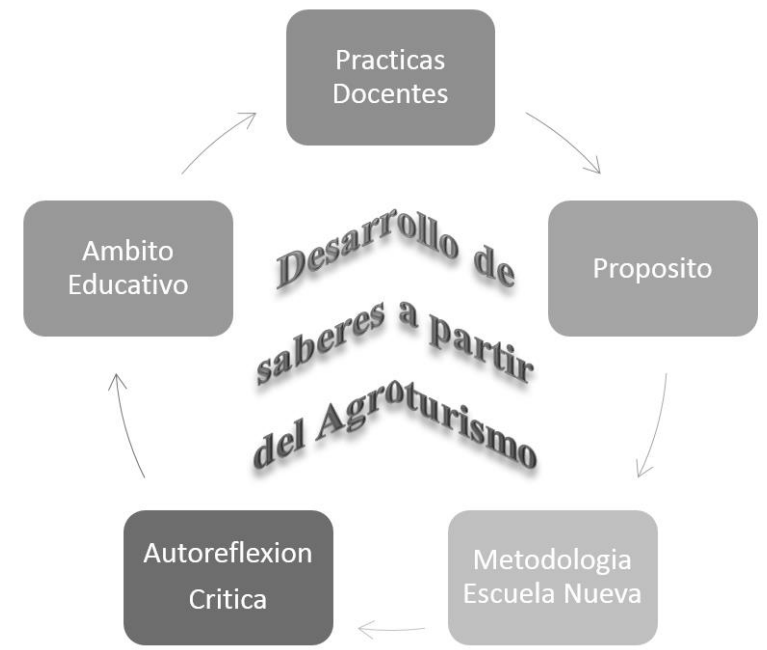 Practicas
Docentes
Ambito
Educativo
Desarrollo de
saberes a partir
del Agroturismo
Proposito
Autoreflexion
Critica
Metodologia
Escuela Nueva